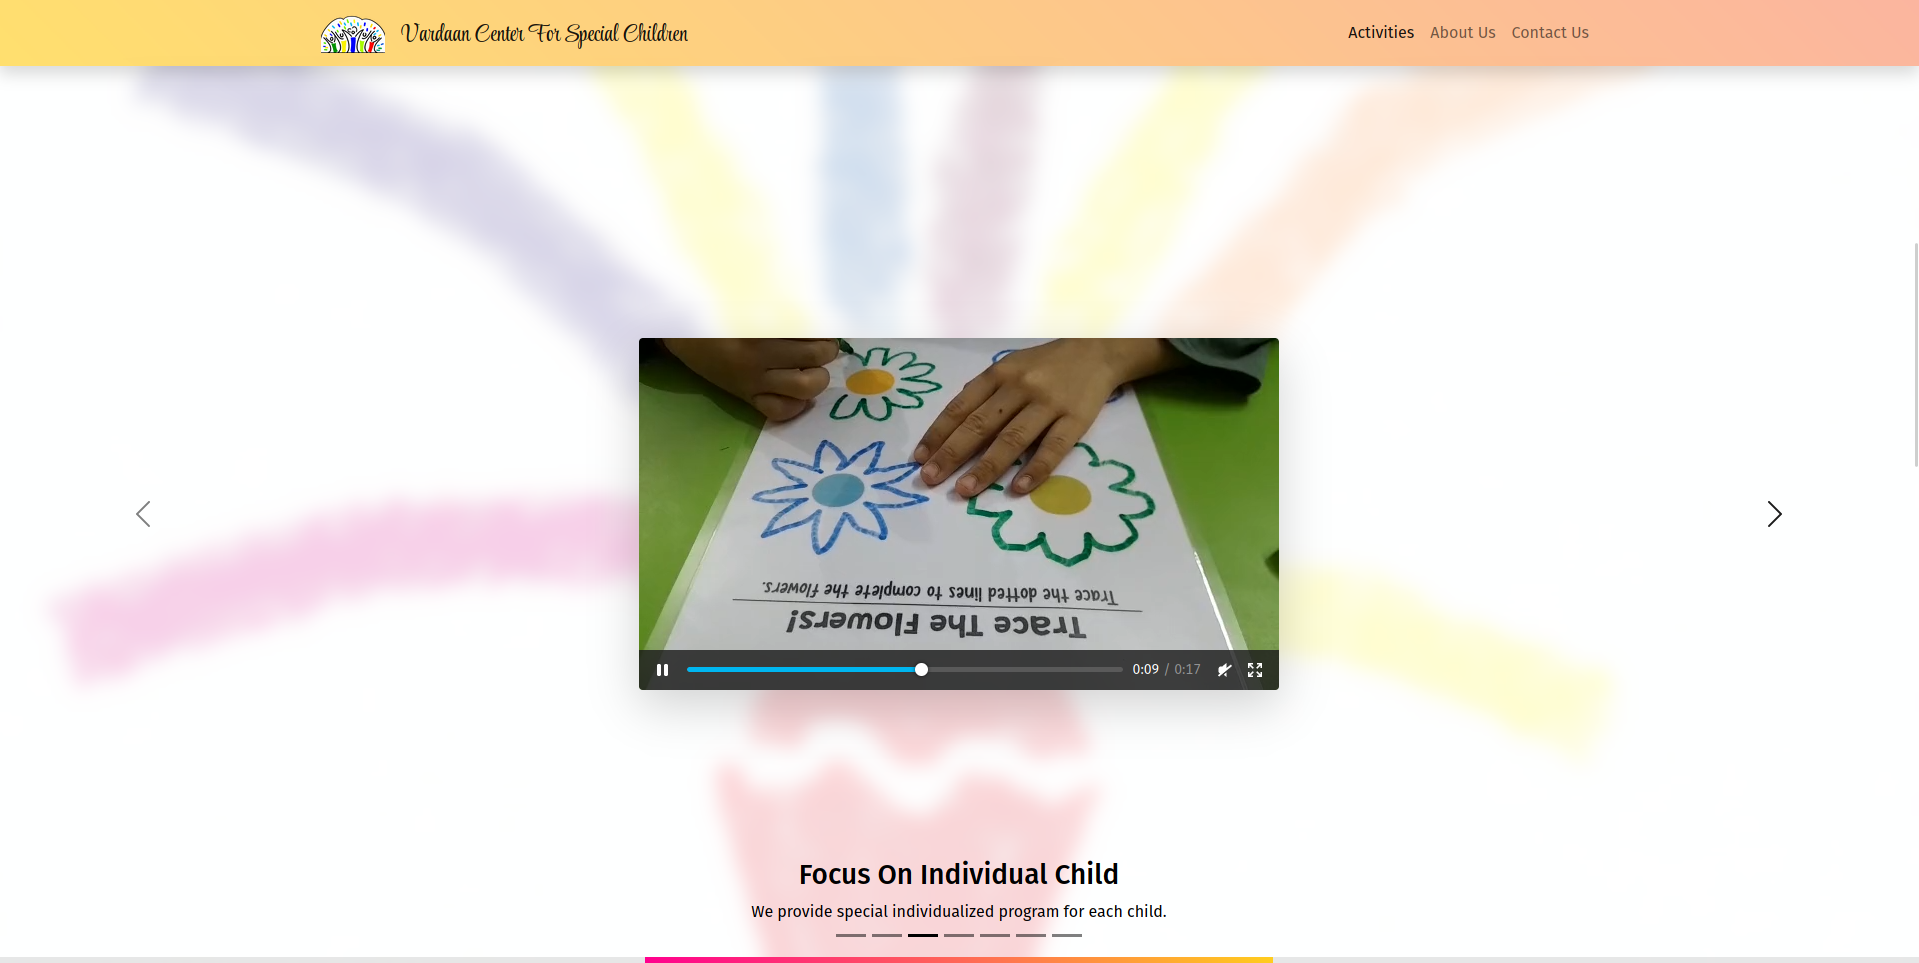 Vardaan Center For Special Children
Activities
About Us
Contact Us
Trace the dotted lines to complete the flowers.
Trace The Flowers!
0:09 / 0:17
Focus On Individual Child
We provide special individualized program for each child.